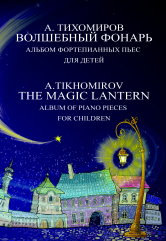 А. ТИХОМИРОВ
ВОЛШЕБНЫЙ ФОНАРЬ
АЛЬБОМ ФОРТЕПИАННЫХ ПЬЕС
ДЛЯ ДЕТЕЙ
A.TIKHOMIROV
THE MAGIC LANTERN
ALBUM OF PIANO PIECES
FOR CHILDREN